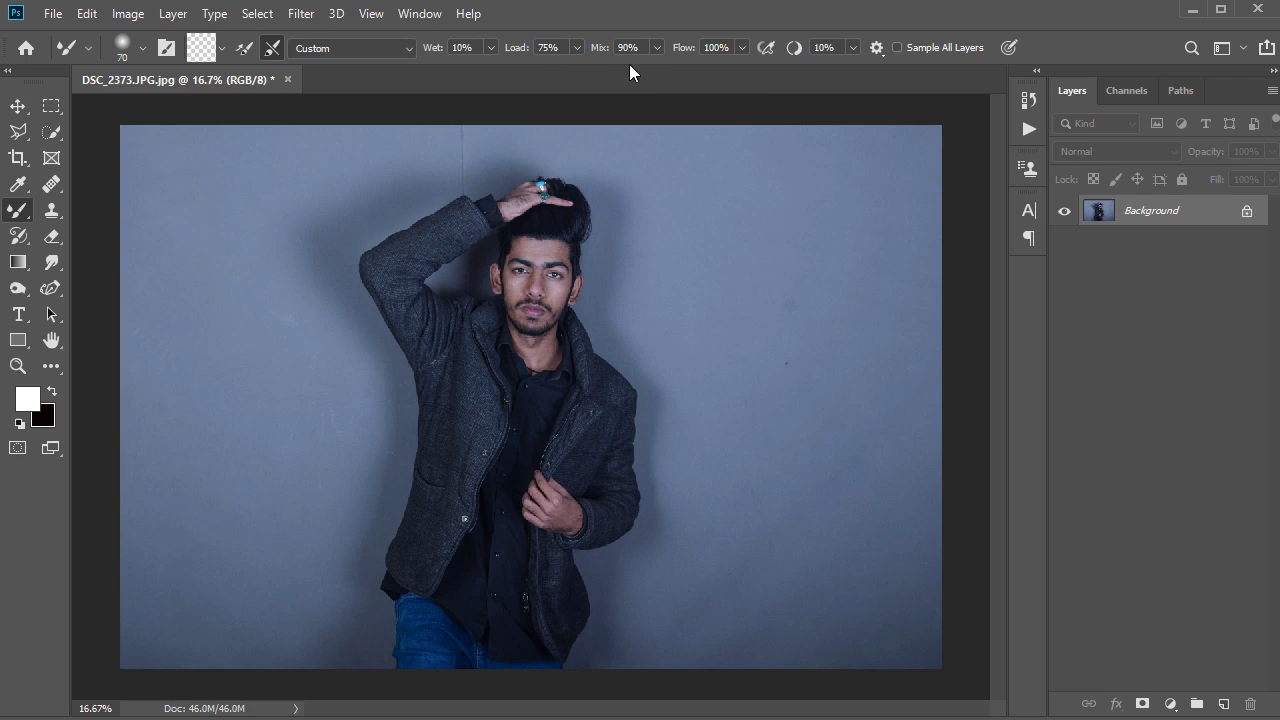 Ps File Edit Image Layer Type Select Filter 3D View Window Help
70 Custom Wet: 10% Load: 75% Mix: 90% Flow: 100% 10% Sample All Layers
DSC_2373.JPG.jpg @ 16.7% (RGB/8) * ×
Layers Channels Paths
Kind
Normal Opacity: 100%
Lock: Fill: 100%
Background
16.67% Doc: 46.0M/46.0M